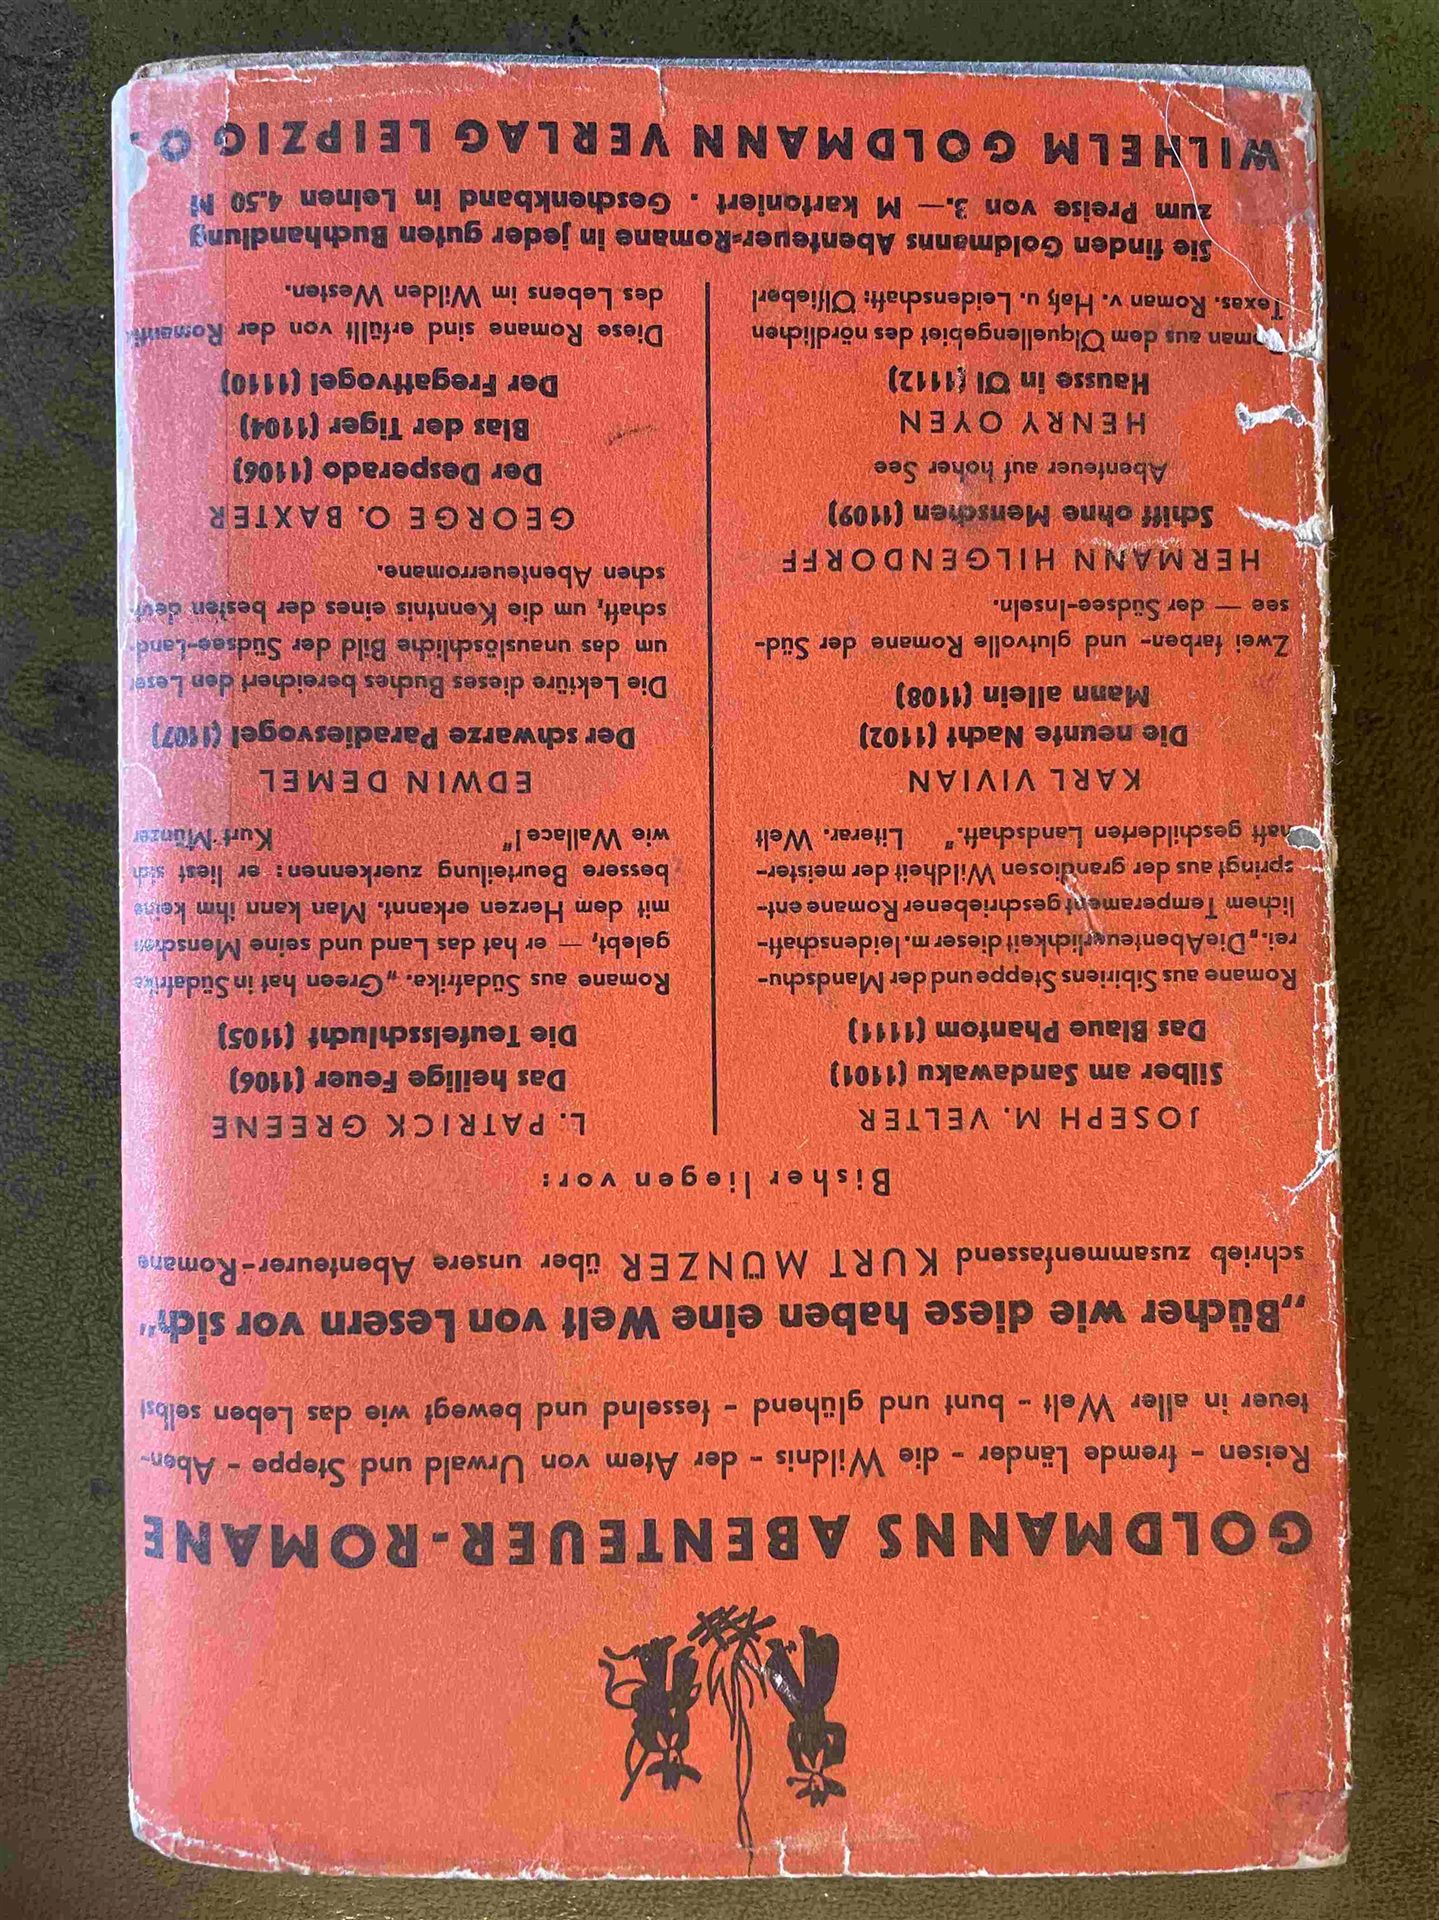 GOLDMANNS ABENTEUER-ROMANE
Reisen - fremde Länder - die Wildnis - der Atem von Urwald und Steppe - Aben-
teuer in aller Welt - bunt und glühend - fesselnd und bewegt wie das Leben selbst
„Bücher wie diese haben eine Welt von Lesern vor sich"
schrieb zusammenfassend KURT MÜNZER über unsere Abenteurer-Romane
Bisher liegen vor:
JOSEPH M. VELTER
Silber am Sandawaku (1101)
Das Blaue Phantom (1111)
Romane aus Sibiriens Steppe und der Mandschu-
rei. „Die Abenteuerlichkeit dieser m. leidenschaft-
lichem Temperament geschriebener Romane ent-
springt aus der grandiosen Wildheit der meister-
haft geschilderten Landschaft." Literar. Welt
KARL VIVIAN
Die neunte Nacht (1102)
Mann allein (1108)
Zwei farben- und glutvolle Romane der Süd-
see — der Südsee-Inseln.
HERMANN HILGENDORFF
Schiff ohne Menschen (1109)
Abenteuer auf hoher See
HENRY OYEN
Hausse in Öl (1112)
Roman aus dem Ölquellengebiet des nördlichen
Texas. Roman v. Haß u. Leidenschaft: Ölfieber!
L. PATRICK GREENE
Das heilige Feuer (1106)
Die Teufelsschlucht (1105)
Romane aus Südafrika. „Green hat in Südafrika
gelebt, — er hat das Land und seine Menschen
mit dem Herzen erkannt. Man kann ihm keine
bessere Beurteilung zuerkennen: er liest sich
wie Wallace!" Kurt Münzer
EDWIN DEMEL
Der schwarze Paradiesvogel (1107)
Die Lektüre dieses Buches bereichert den Leser
um das unauslöschliche Bild der Südsee-Land-
schaft, um die Kenntnis eines der besten deut-
schen Abenteuerromane.
GEORGE O. BAXTER
Der Desperado (1106)
Blas der Tiger (1104)
Der Fregattvogel (1110)
Diese Romane sind erfüllt von der Romantik
des Lebens im Wilden Westen.
Sie finden Goldmanns Abenteuer-Romane in jeder guten Buchhandlung
zum Preise von 3.— M kartoniert . Geschenkband in Leinen 4.50 M
WILHELM GOLDMANN VERLAG LEIPZIG O.